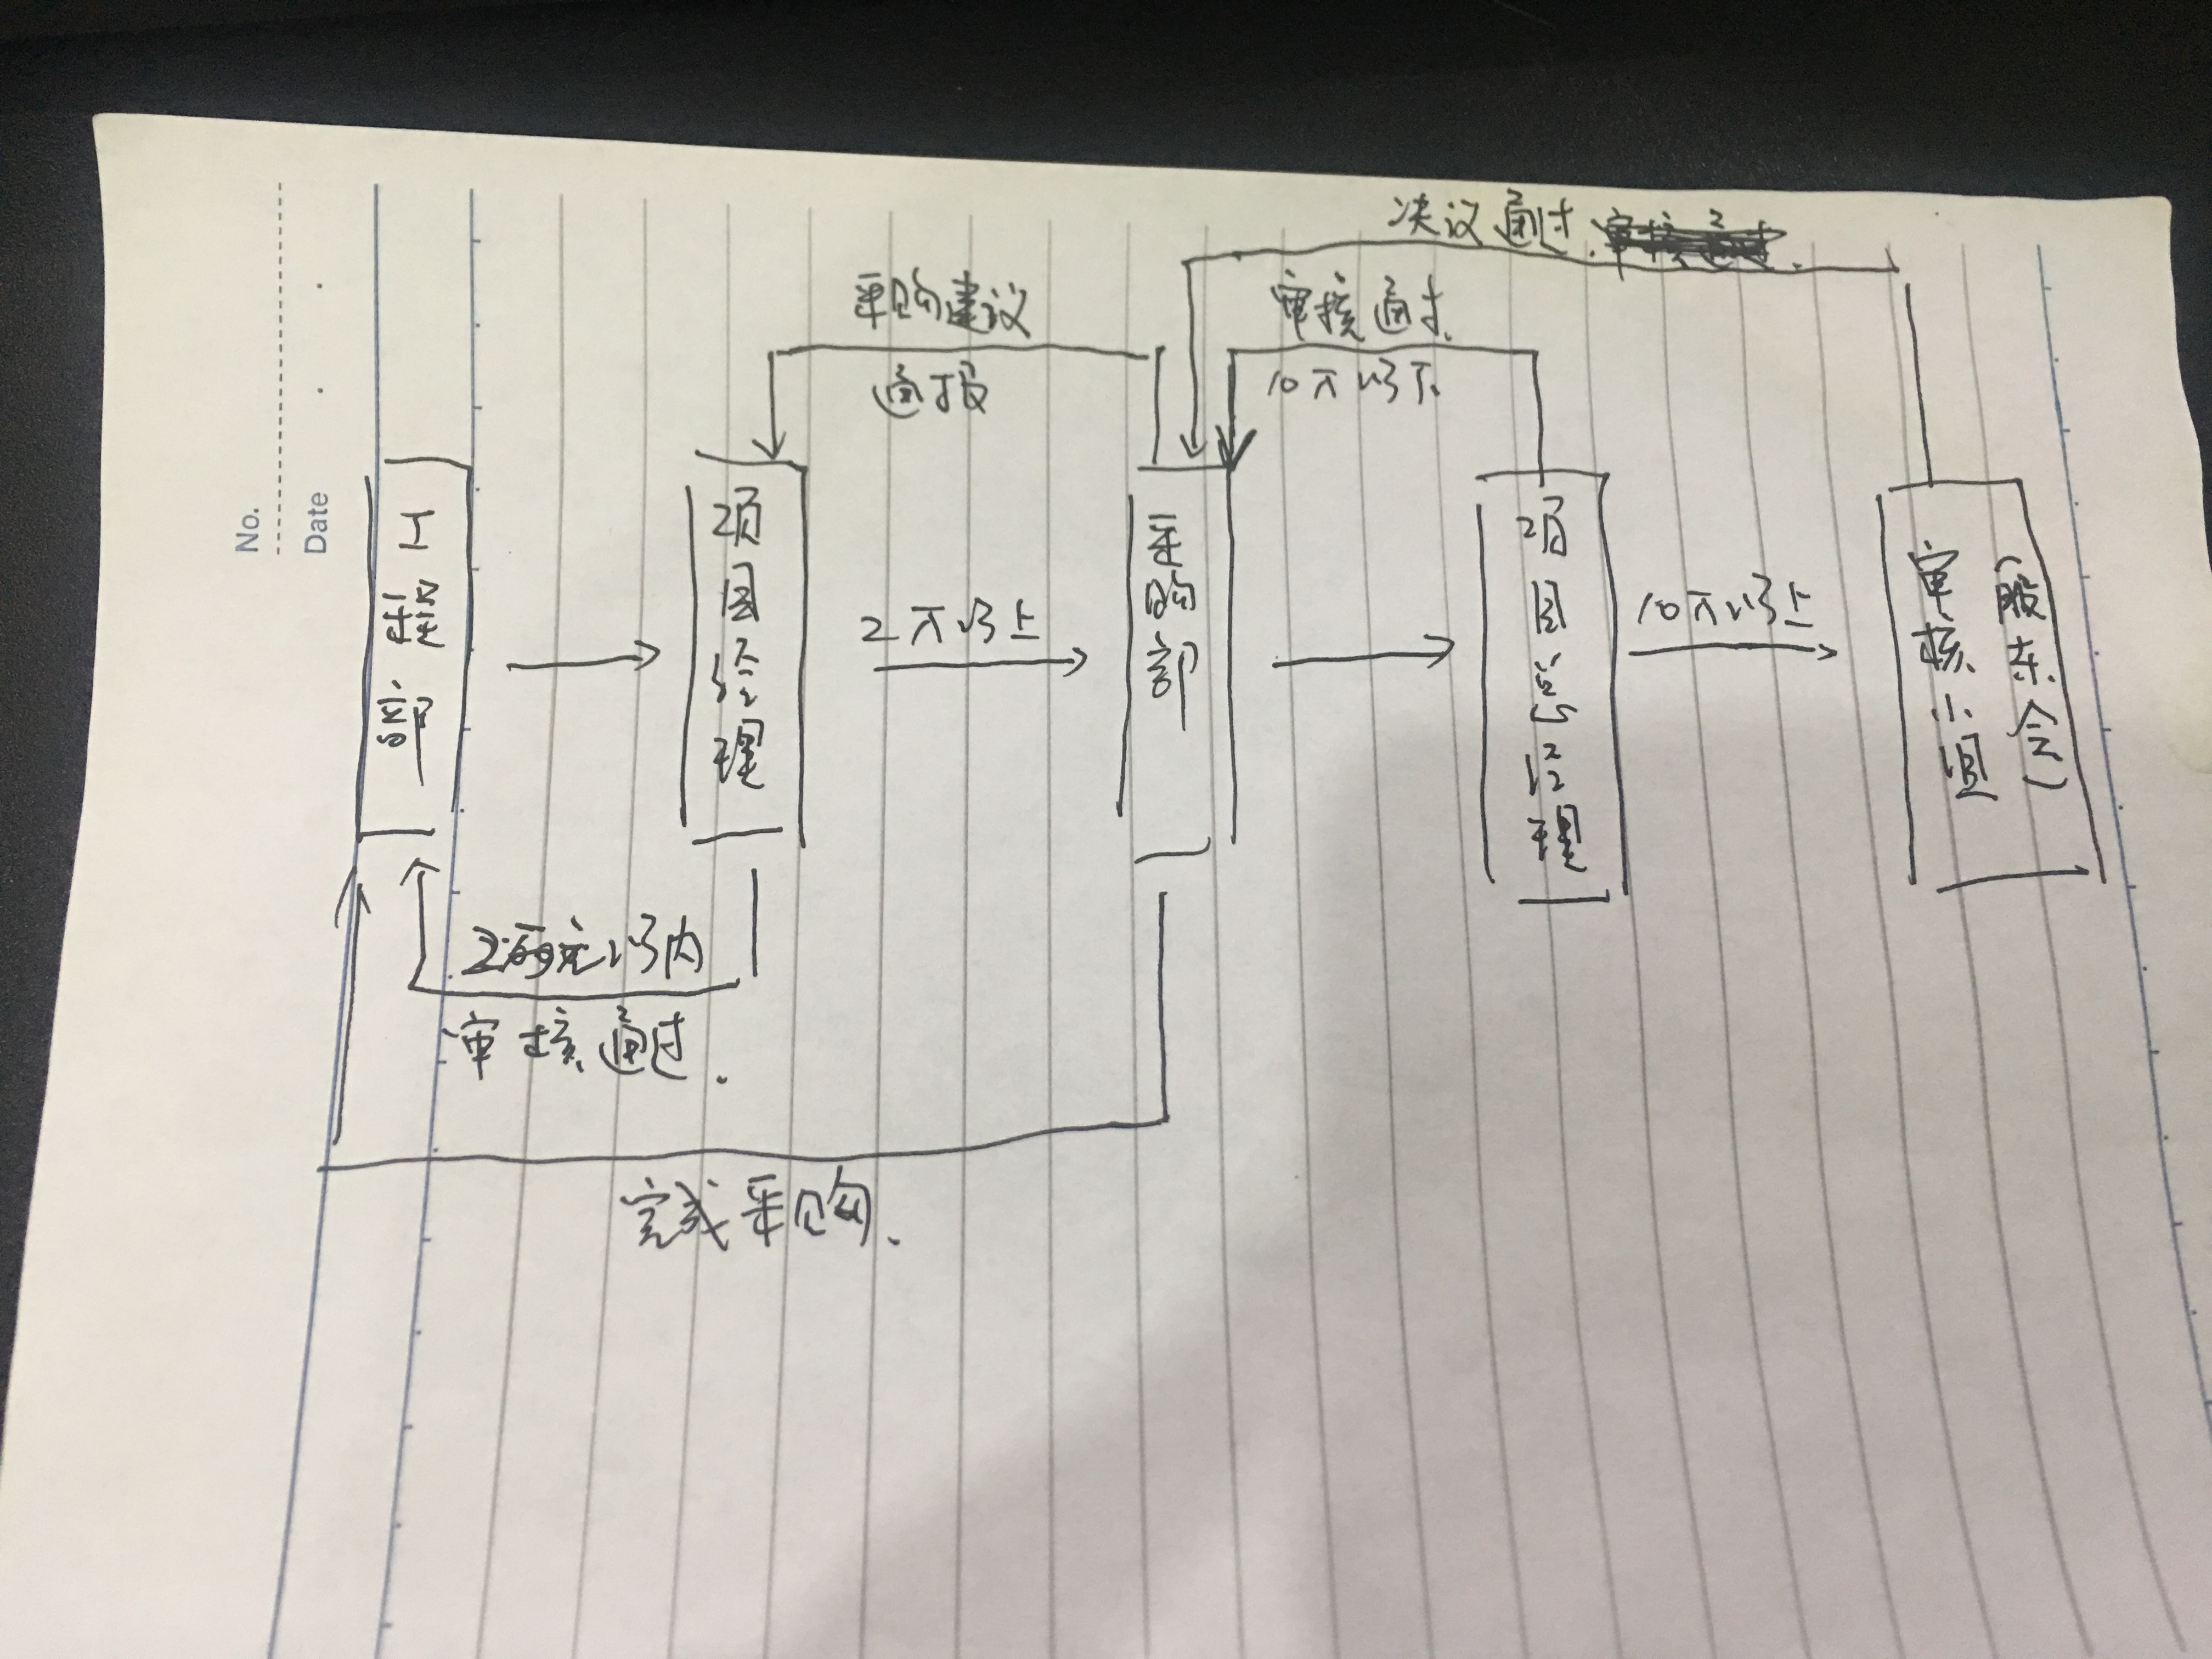 No.
Date
决议通过.
采购建议
通报
审核通过.
10万以下.
工程部
项目经理
2万以上
采购部
项目总经理
10万以上
审核小组
(股东会)
以内
审核通过.
完成采购.